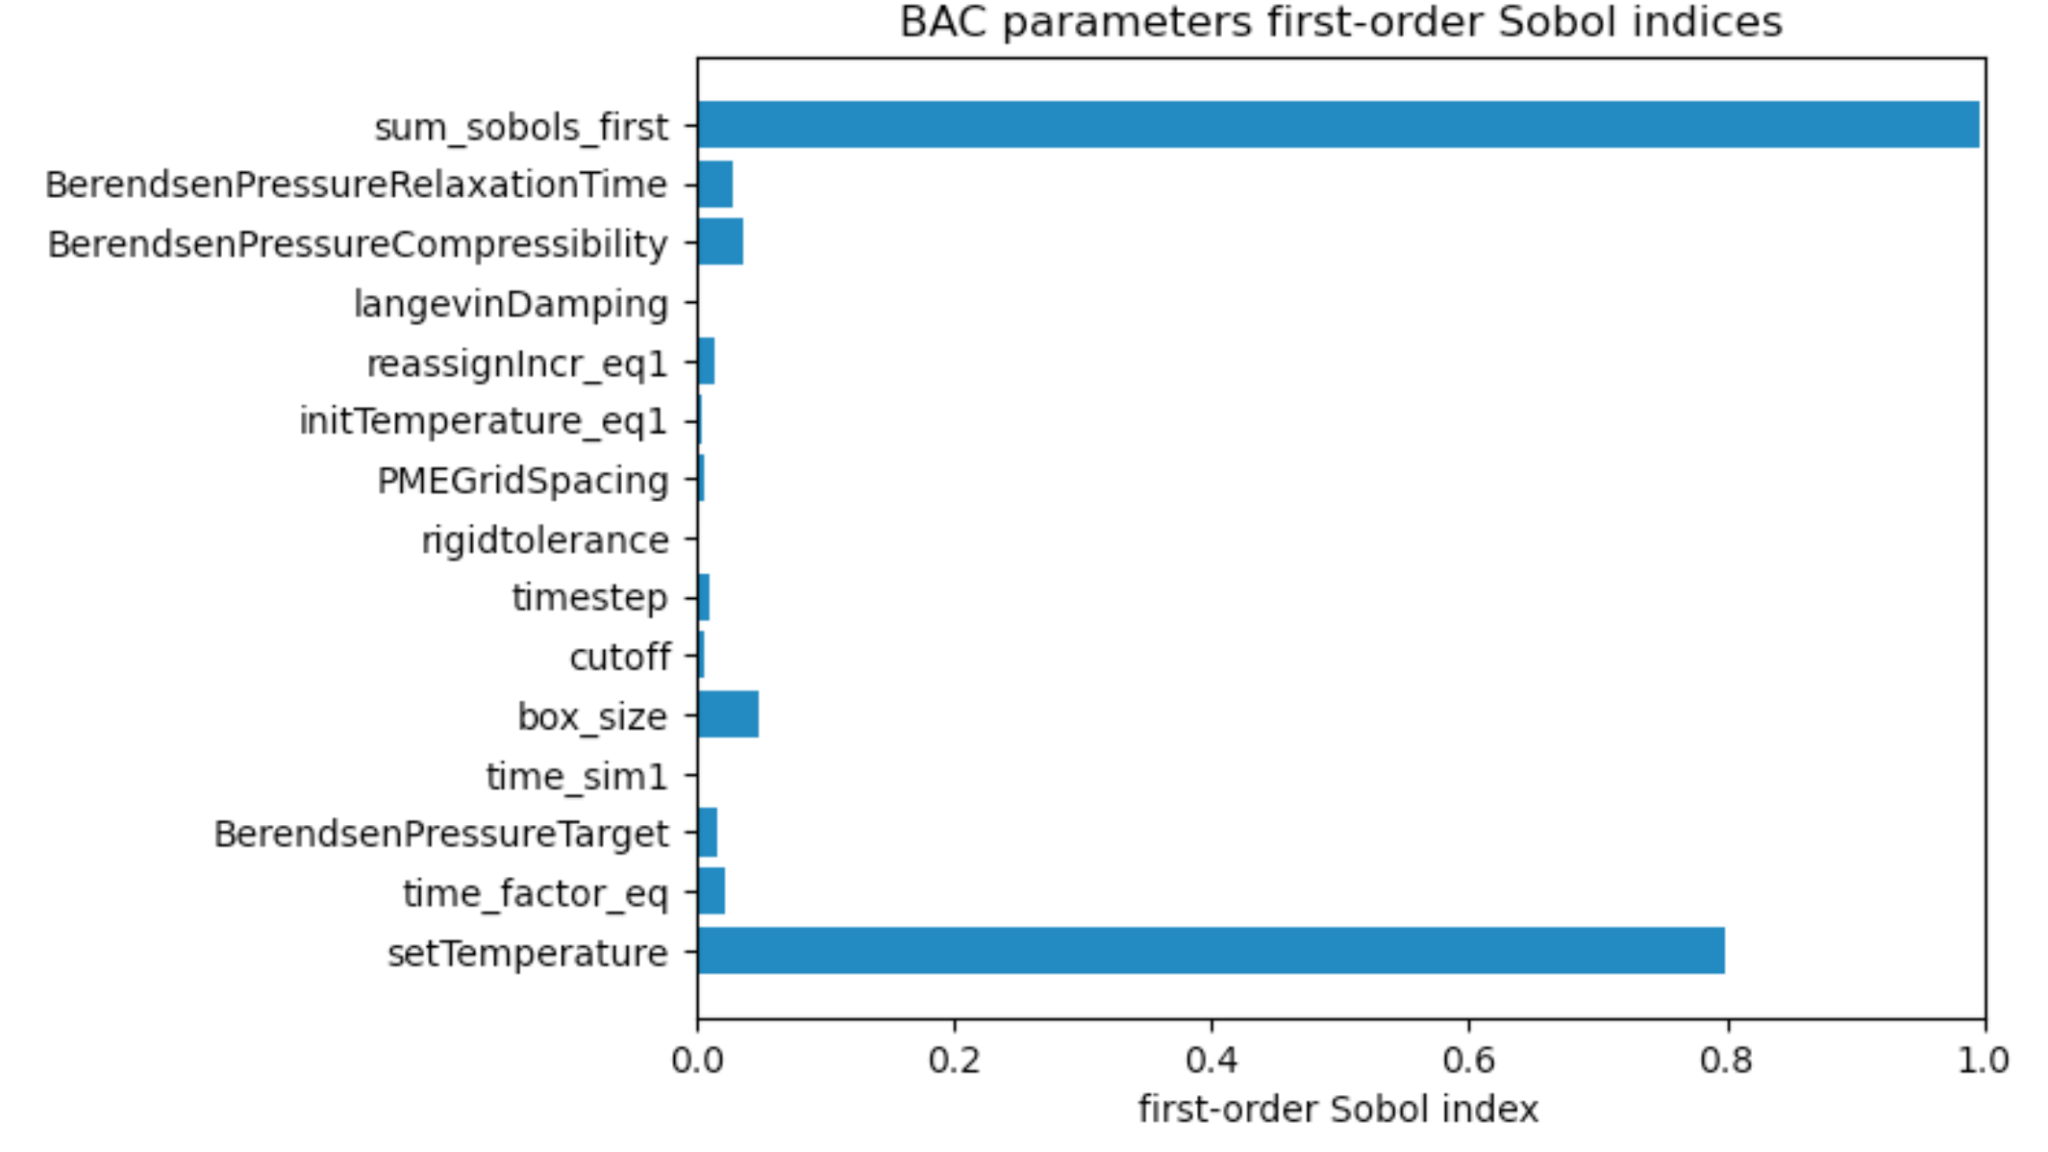 BAC parameters first-order Sobol indices
sum_sobols_first
BerendsenPressureRelaxationTime
BerendsenPressureCompressibility
langevinDamping
reassignIncr_eq1
initTemperature_eq1
PMEGridSpacing
rigidtolerance
timestep
cutoff
box_size
time_sim1
BerendsenPressureTarget
time_factor_eq
setTemperature
0.0 0.2 0.4 0.6 0.8 1.0
first-order Sobol index